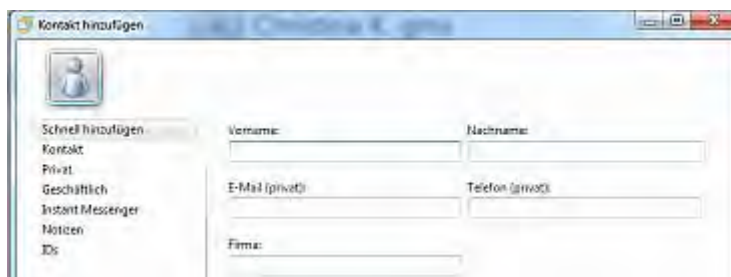 Kontakt hinzufügen
Schnell hinzufügen
Kontakt
Privat
Geschäftlich
Instant Messenger
Notizen
IDs
Vorname:
Nachname:
E-Mail (privat):
Telefon (privat):
Firma: